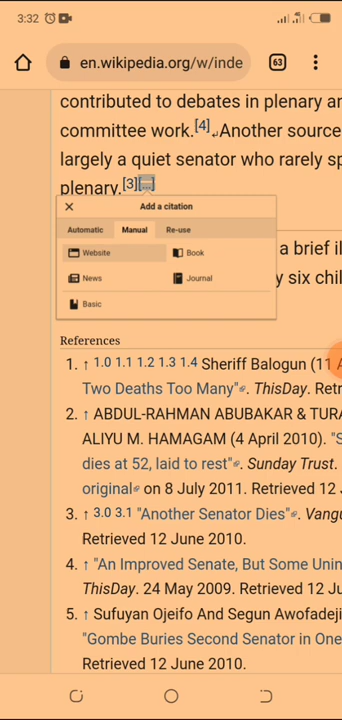 3:32
en.wikipedia.org/w/inde
63
contributed to debates in plenary an
committee work.[4] Another source
largely a quiet senator who rarely sp
plenary.[3]
Add a citation
Automatic Manual Re-use
Website Book
News Journal
Basic
a brief il
y six chil
References
1. ↑ 1.0 1.1 1.2 1.3 1.4 Sheriff Balogun (11 A
Two Deaths Too Many". ThisDay. Retr
2. ↑ ABDUL-RAHMAN ABUBAKAR & TURA
ALIYU M. HAMAGAM (4 April 2010). "S
dies at 52, laid to rest". Sunday Trust.
original on 8 July 2011. Retrieved 12
3. ↑ 3.0 3.1 "Another Senator Dies". Vangu
Retrieved 12 June 2010.
4. ↑ "An Improved Senate, But Some Unin
ThisDay. 24 May 2009. Retrieved 12 Ju
5. ↑ Sufuyan Ojeifo And Segun Awofadeji
"Gombe Buries Second Senator in One
Retrieved 12 June 2010.